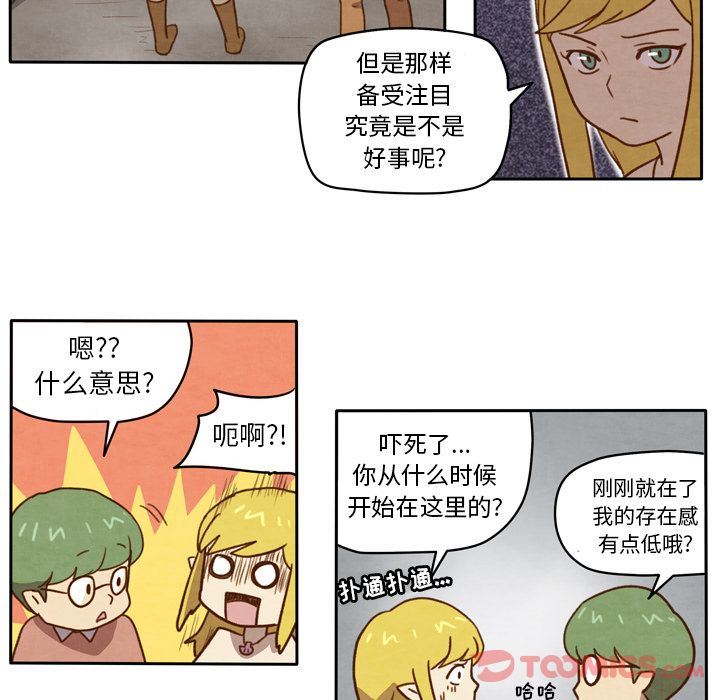 但是那样
备受注目
究竟是不是
好事呢?
嗯??
什么意思?
呃啊?!
吓死了...
你从什么时候
开始在这里的?
刚刚就在了
我的存在感
有点低哦?
扑通扑通...
哈哈
TOOMICS.COM